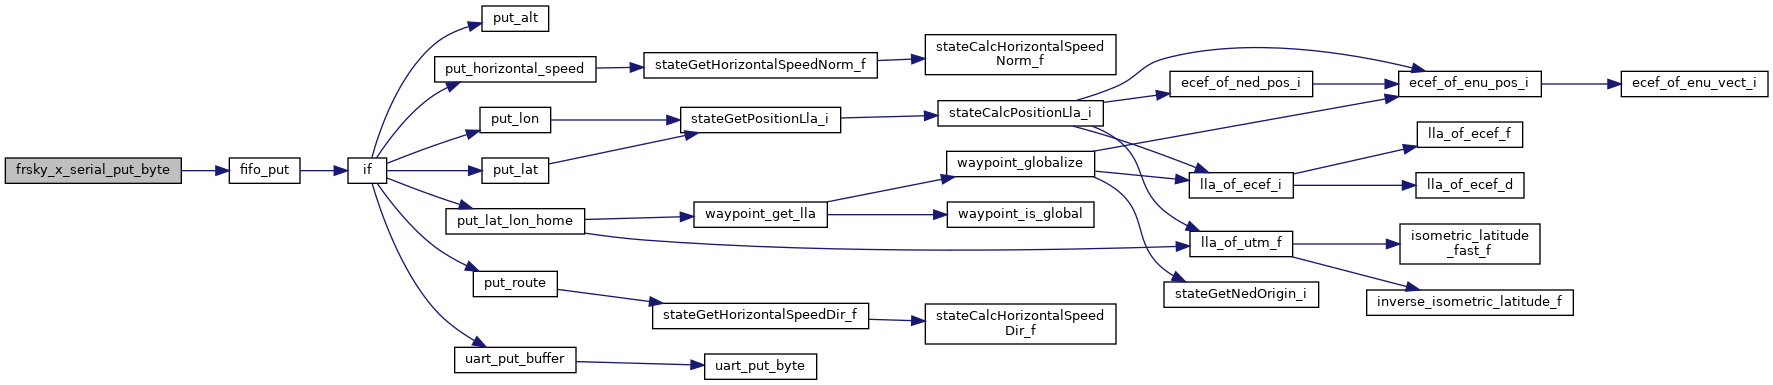 frsky_x_serial_put_byte
fifo_put
if
put_alt
put_horizontal_speed
put_lon
put_lat
put_lat_lon_home
put_route
uart_put_buffer
stateGetHorizontalSpeedNorm_f
stateGetPositionLla_i
waypoint_get_lla
stateGetHorizontalSpeedDir_f
uart_put_byte
stateCalcHorizontalSpeed
Norm_f
stateCalcPositionLla_i
waypoint_globalize
waypoint_is_global
stateCalcHorizontalSpeed
Dir_f
ecef_of_ned_pos_i
lla_of_ecef_i
lla_of_utm_f
stateGetNedOrigin_i
ecef_of_enu_pos_i
lla_of_ecef_f
lla_of_ecef_d
isometric_latitude
_fast_f
inverse_isometric_latitude_f
ecef_of_enu_vect_i